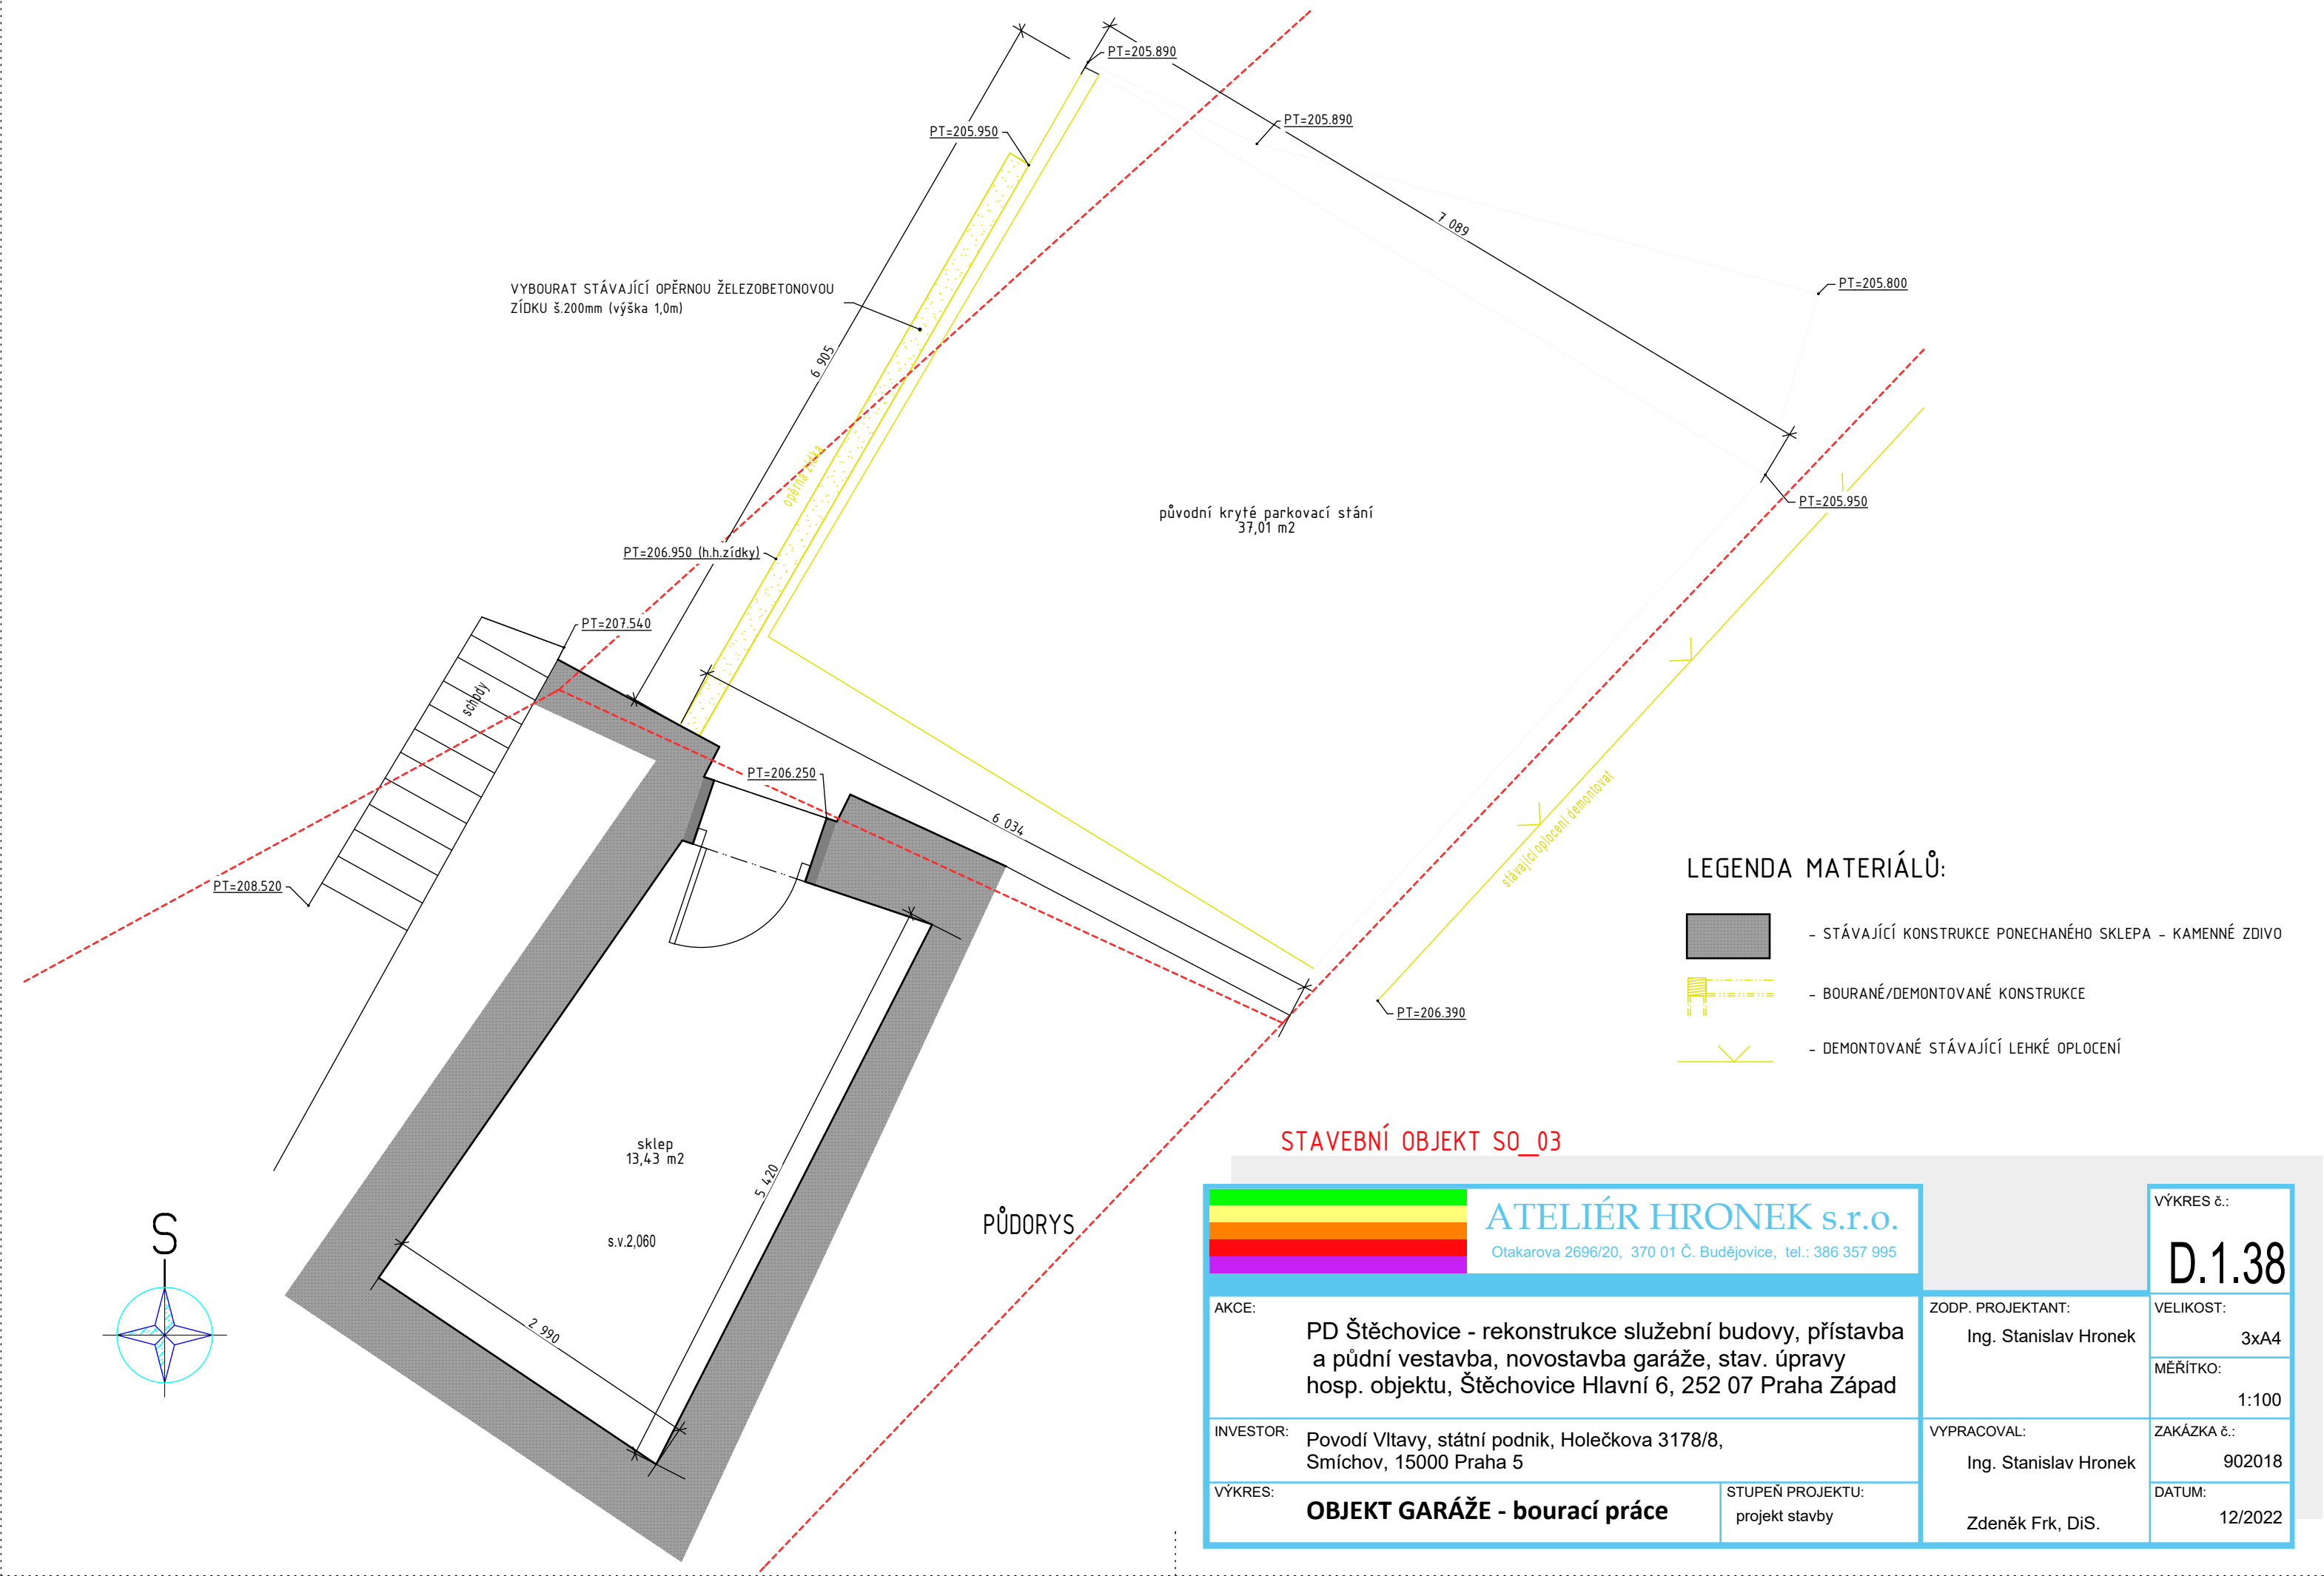 PT=205.890
PT=205.890
PT=205.950
7 089
PT=205.800
VYBOURAT STÁVAJÍCÍ OPĚRNOU ŽELEZOBETONOVOU
ZÍDKU š.200mm (výška 1,0m)
6 905
opěrná zídka
původní kryté parkovací stání
37,01 m2
PT=205.950
PT=206.950 (h.h.zídky)
PT=207.540
schody
PT=206.250
6 034
stávající oplocení demontovat
PT=208.520
PT=206.390
LEGENDA MATERIÁLŮ:
- STÁVAJÍCÍ KONSTRUKCE PONECHANÉHO SKLEPA - KAMENNÉ ZDIVO
- BOURANÉ/DEMONTOVANÉ KONSTRUKCE
- DEMONTOVANÉ STÁVAJÍCÍ LEHKÉ OPLOCENÍ
sklep
13,43 m2
5 420
s.v.2,060
2 990
S
PŮDORYS
STAVEBNÍ OBJEKT SO_03
ATELIÉR HRONEK s.r.o.
Otakarova 2696/20, 370 01 Č. Budějovice, tel.: 386 357 995
VÝKRES č.:
D.1.38
AKCE:
PD Štěchovice - rekonstrukce služební budovy, přístavba
a půdní vestavba, novostavba garáže, stav. úpravy
hosp. objektu, Štěchovice Hlavní 6, 252 07 Praha Západ
ZODP. PROJEKTANT:
Ing. Stanislav Hronek
VELIKOST:
3xA4
MĚŘÍTKO:
1:100
INVESTOR:
Povodí Vltavy, státní podnik, Holečkova 3178/8,
Smíchov, 15000 Praha 5
VYPRACOVAL:
Ing. Stanislav Hronek
Zdeněk Frk, DiS.
ZAKÁZKA č.:
902018
VÝKRES:
OBJEKT GARÁŽE - bourací práce
STUPEŇ PROJEKTU:
projekt stavby
DATUM:
12/2022